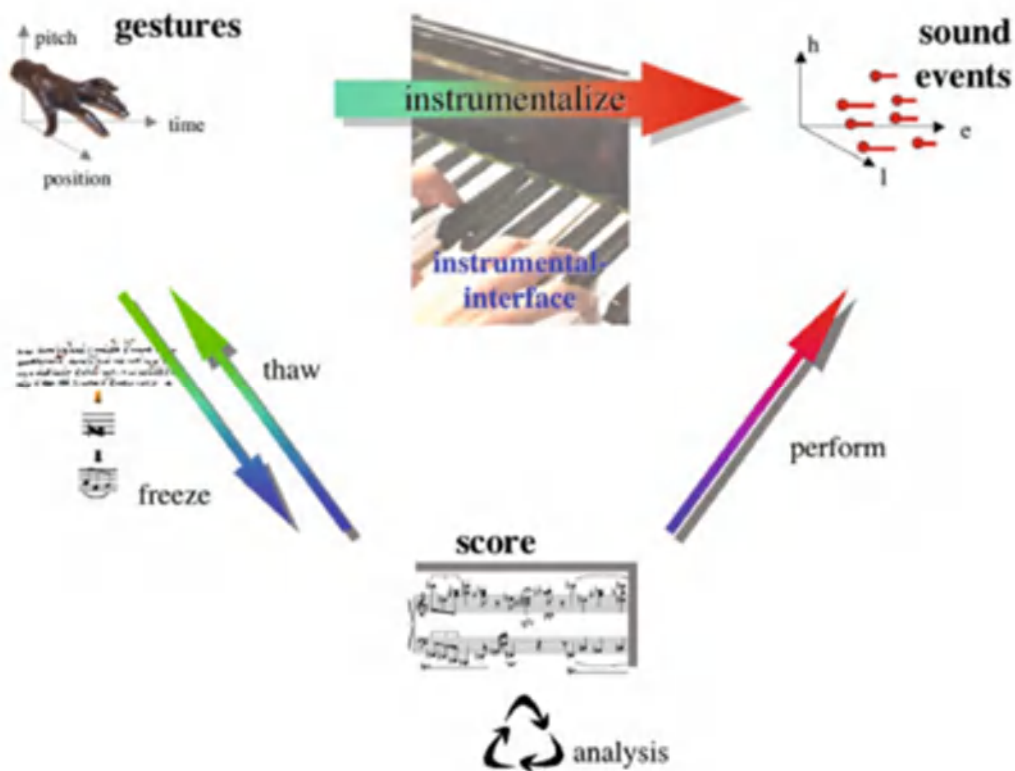 gestures
pitch
time
position
instrumentalize
instrumental-
interface
sound
events
h
e
l
thaw
freeze
perform
score
analysis